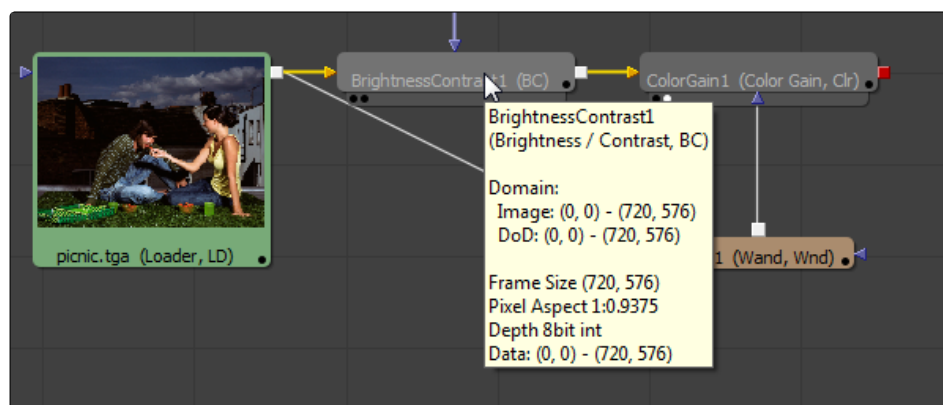 BrightnessContrast1 (BC)
ColorGain1 (Color Gain, Clr)
BrightnessContrast1
(Brightness / Contrast, BC)
Domain:
Image: (0, 0) - (720, 576)
DoD: (0, 0) - (720, 576)
picnic.tga (Loader, LD)
1 (Wand, Wnd)
Frame Size (720, 576)
Pixel Aspect 1:0.9375
Depth 8bit int
Data: (0, 0) - (720, 576)